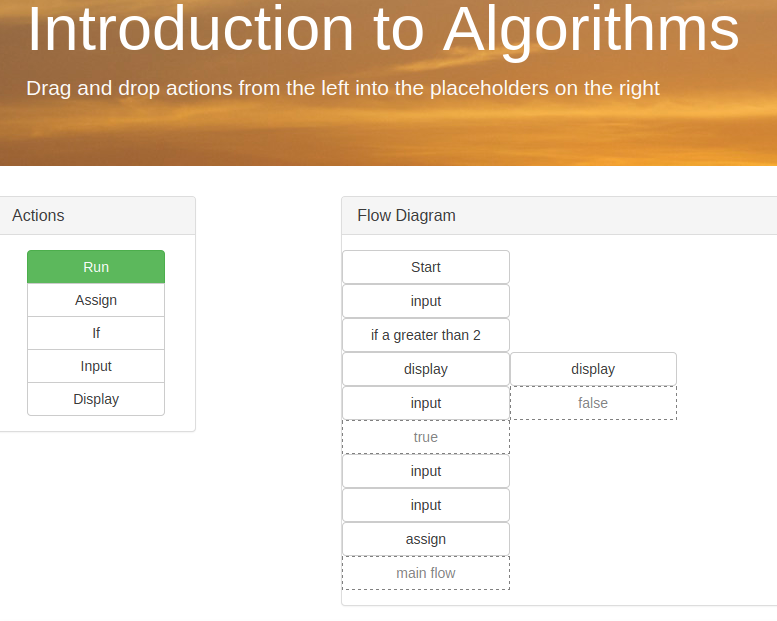 Introduction to Algorithms
Drag and drop actions from the left into the placeholders on the right
Actions
Run
Assign
If
Input
Display
Flow Diagram
Start
input
if a greater than 2
display display
input false
true
input
input
assign
main flow